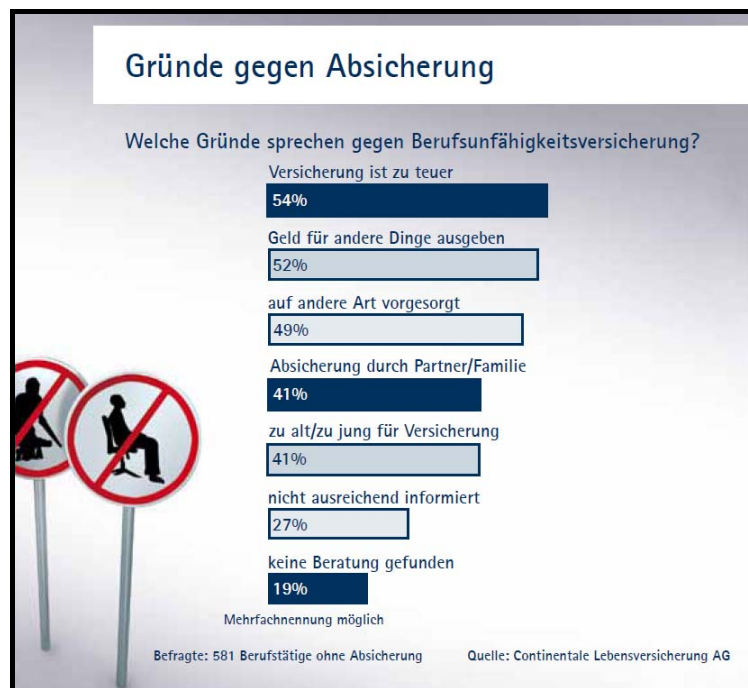 Gründe gegen Absicherung
Welche Gründe sprechen gegen Berufsunfähigkeitsversicherung?
Versicherung ist zu teuer
54%
Geld für andere Dinge ausgeben
52%
auf andere Art vorgesorgt
49%
Absicherung durch Partner/Familie
41%
zu alt/zu jung für Versicherung
41%
nicht ausreichend informiert
27%
keine Beratung gefunden
19%
Mehrfachnennung möglich
Befragte: 581 Berufstätige ohne Absicherung Quelle: Continentale Lebensversicherung AG